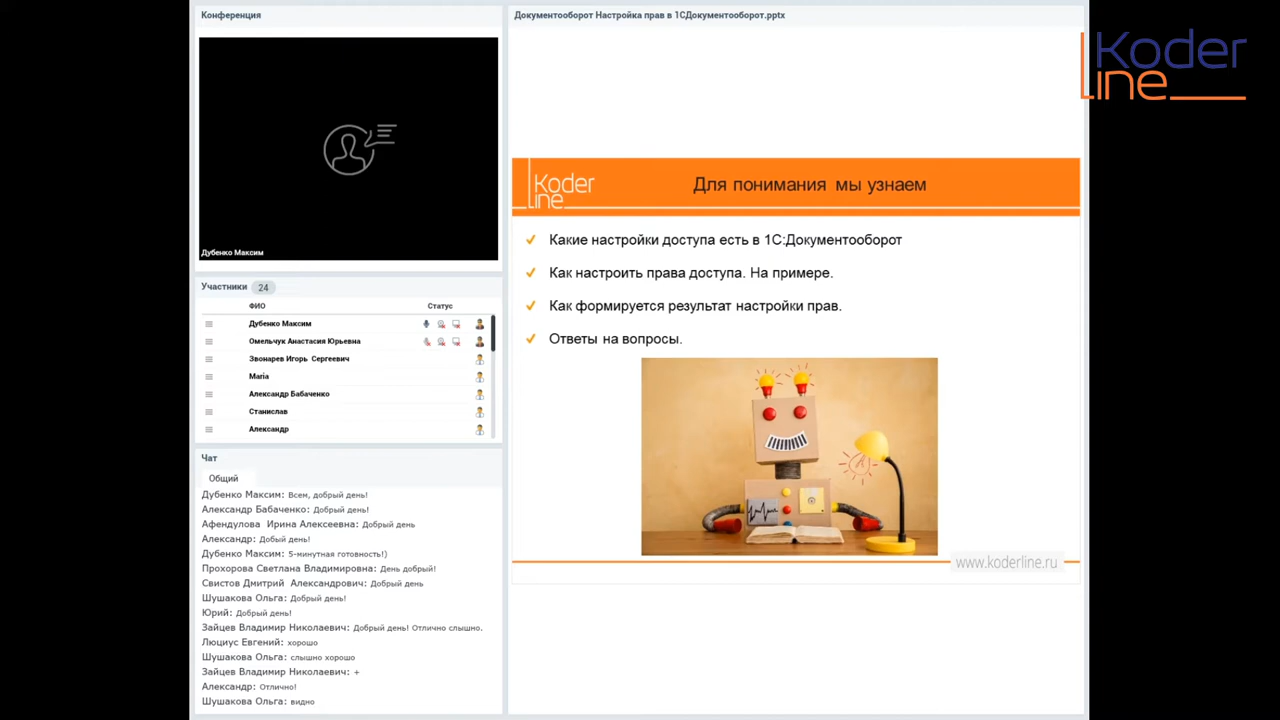 Конференция
Дубенко Максим
Участники 24
ФИО Статус
Дубенко Максим
Омельчук Анастасия Юрьевна
Звонарев Игорь Сергеевич
Maria
Александр Бабаченко
Станислав
Александр
Чат
Общий
Дубенко Максим: Всем, добрый день!
Александр Бабаченко: Добрый день!
Афендулова Ирина Алексеевна: Добрый день
Александр: Добый день!
Дубенко Максим: 5-минутная готовность!)
Прохорова Светлана Владимировна: День добрый!
Свистов Дмитрий Александрович: Добрый день
Шушакова Ольга: Добрый день!
Юрий: Добрый день!
Зайцев Владимир Николаевич: Добрый день! Отлично слышно.
Люциус Евгений: хорошо
Шушакова Ольга: слышно хорошо
Зайцев Владимир Николаевич: +
Александр: Отлично!
Шушакова Ольга: видно
Документооборот Настройка прав в 1СДокументооборот.pptx
Koder
line
Koder
line
Для понимания мы узнаем
✓ Какие настройки доступа есть в 1С:Документооборот
✓ Как настроить права доступа. На примере.
✓ Как формируется результат настройки прав.
✓ Ответы на вопросы.
www.koderline.ru